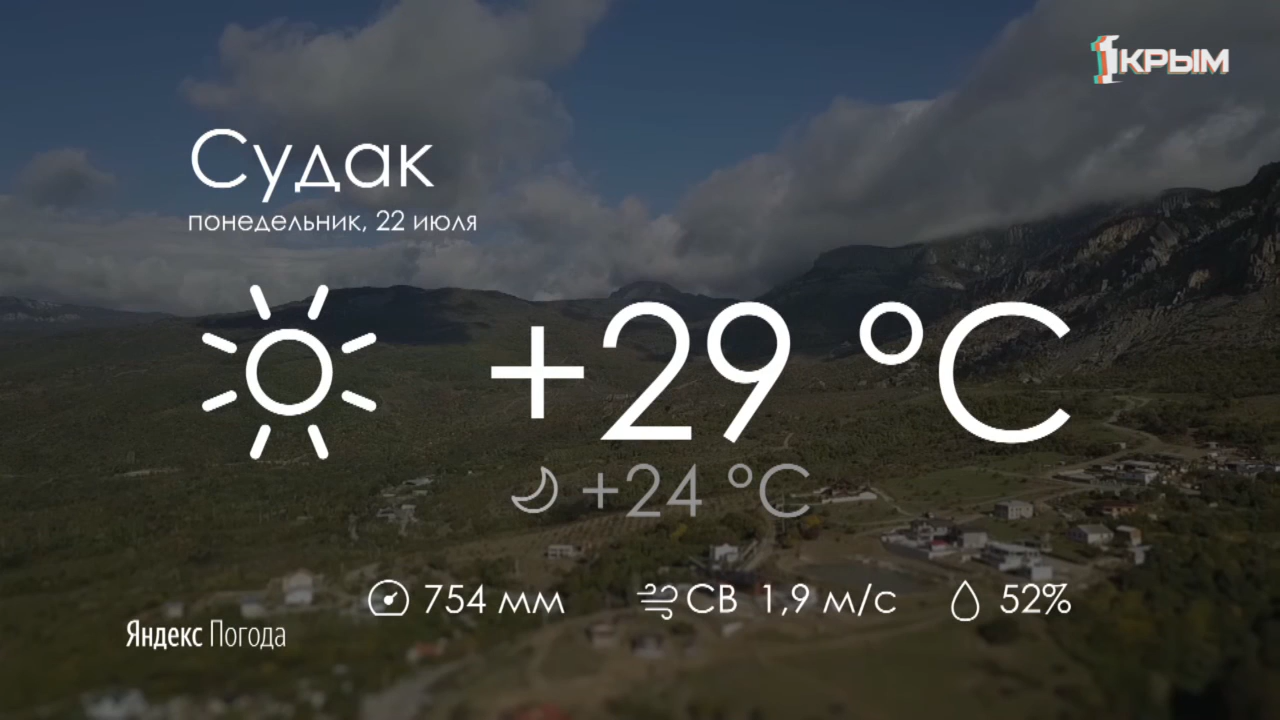 1КРЫМ
Судак
понедельник, 22 июля
+29 °C
+24 °C
754 мм СВ 1,9 м/с 52%
Яндекс Погода